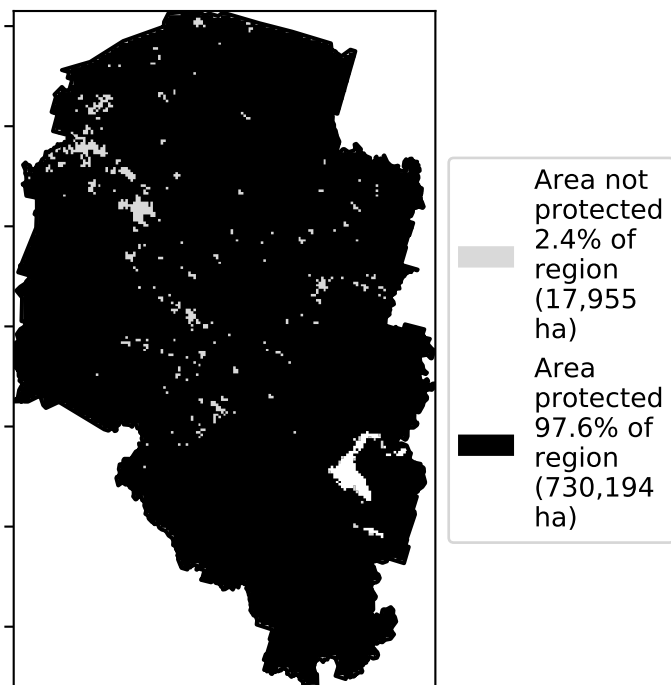 Area not
protected
2.4% of
region
(17,955
ha)
Area
protected
97.6% of
region
(730,194
ha)